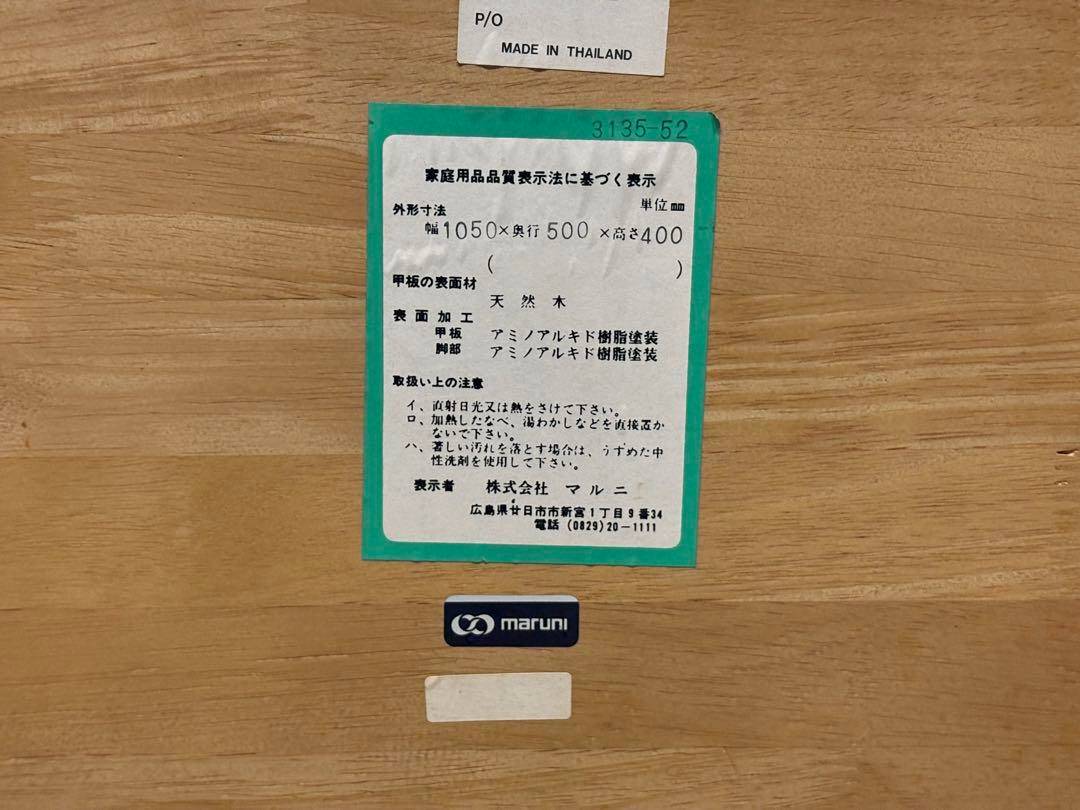 P/O
MADE IN THAILAND
3135-52
家庭用品品質表示法に基づく表示
単位㎜
外形寸法
幅1050×奥行500×高さ400
( )
甲板の表面材
天然木
表面加工
甲板 アミノアルキド樹脂塗装
脚部 アミノアルキド樹脂塗装
取扱い上の注意
イ、直射日光又は熱をさけて下さい。
ロ、加熱したなべ、湯わかしなどを直接置か
ないで下さい。
ハ、著しい汚れを落とす場合は、うすめた中
性洗剤を使用して下さい。
表示者 株式会社 マルニ
広島県廿日市市新宮1丁目9番34
電話 (0829)20-1111
maruni